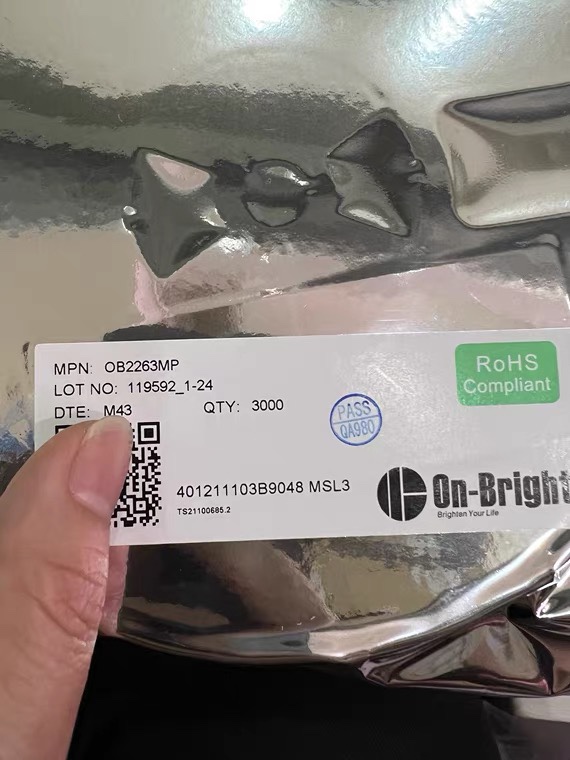 MPN: OB2263MP
LOT NO: 119592_1-24
DTE: M43
QTY: 3000
PASS
QA980
RoHS
Compliant
401211103B9048 MSL3
TS21100685.2
On-Bright
Brighten Your Life